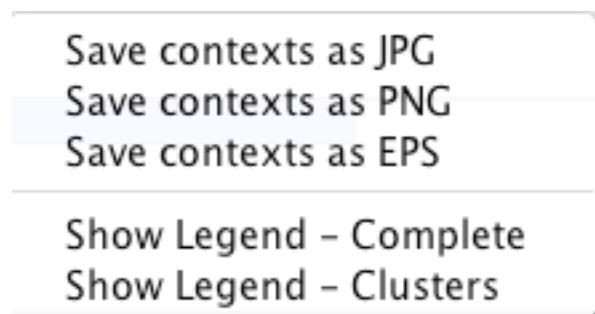 Save contexts as JPG
Save contexts as PNG
Save contexts as EPS
Show Legend – Complete
Show Legend – Clusters